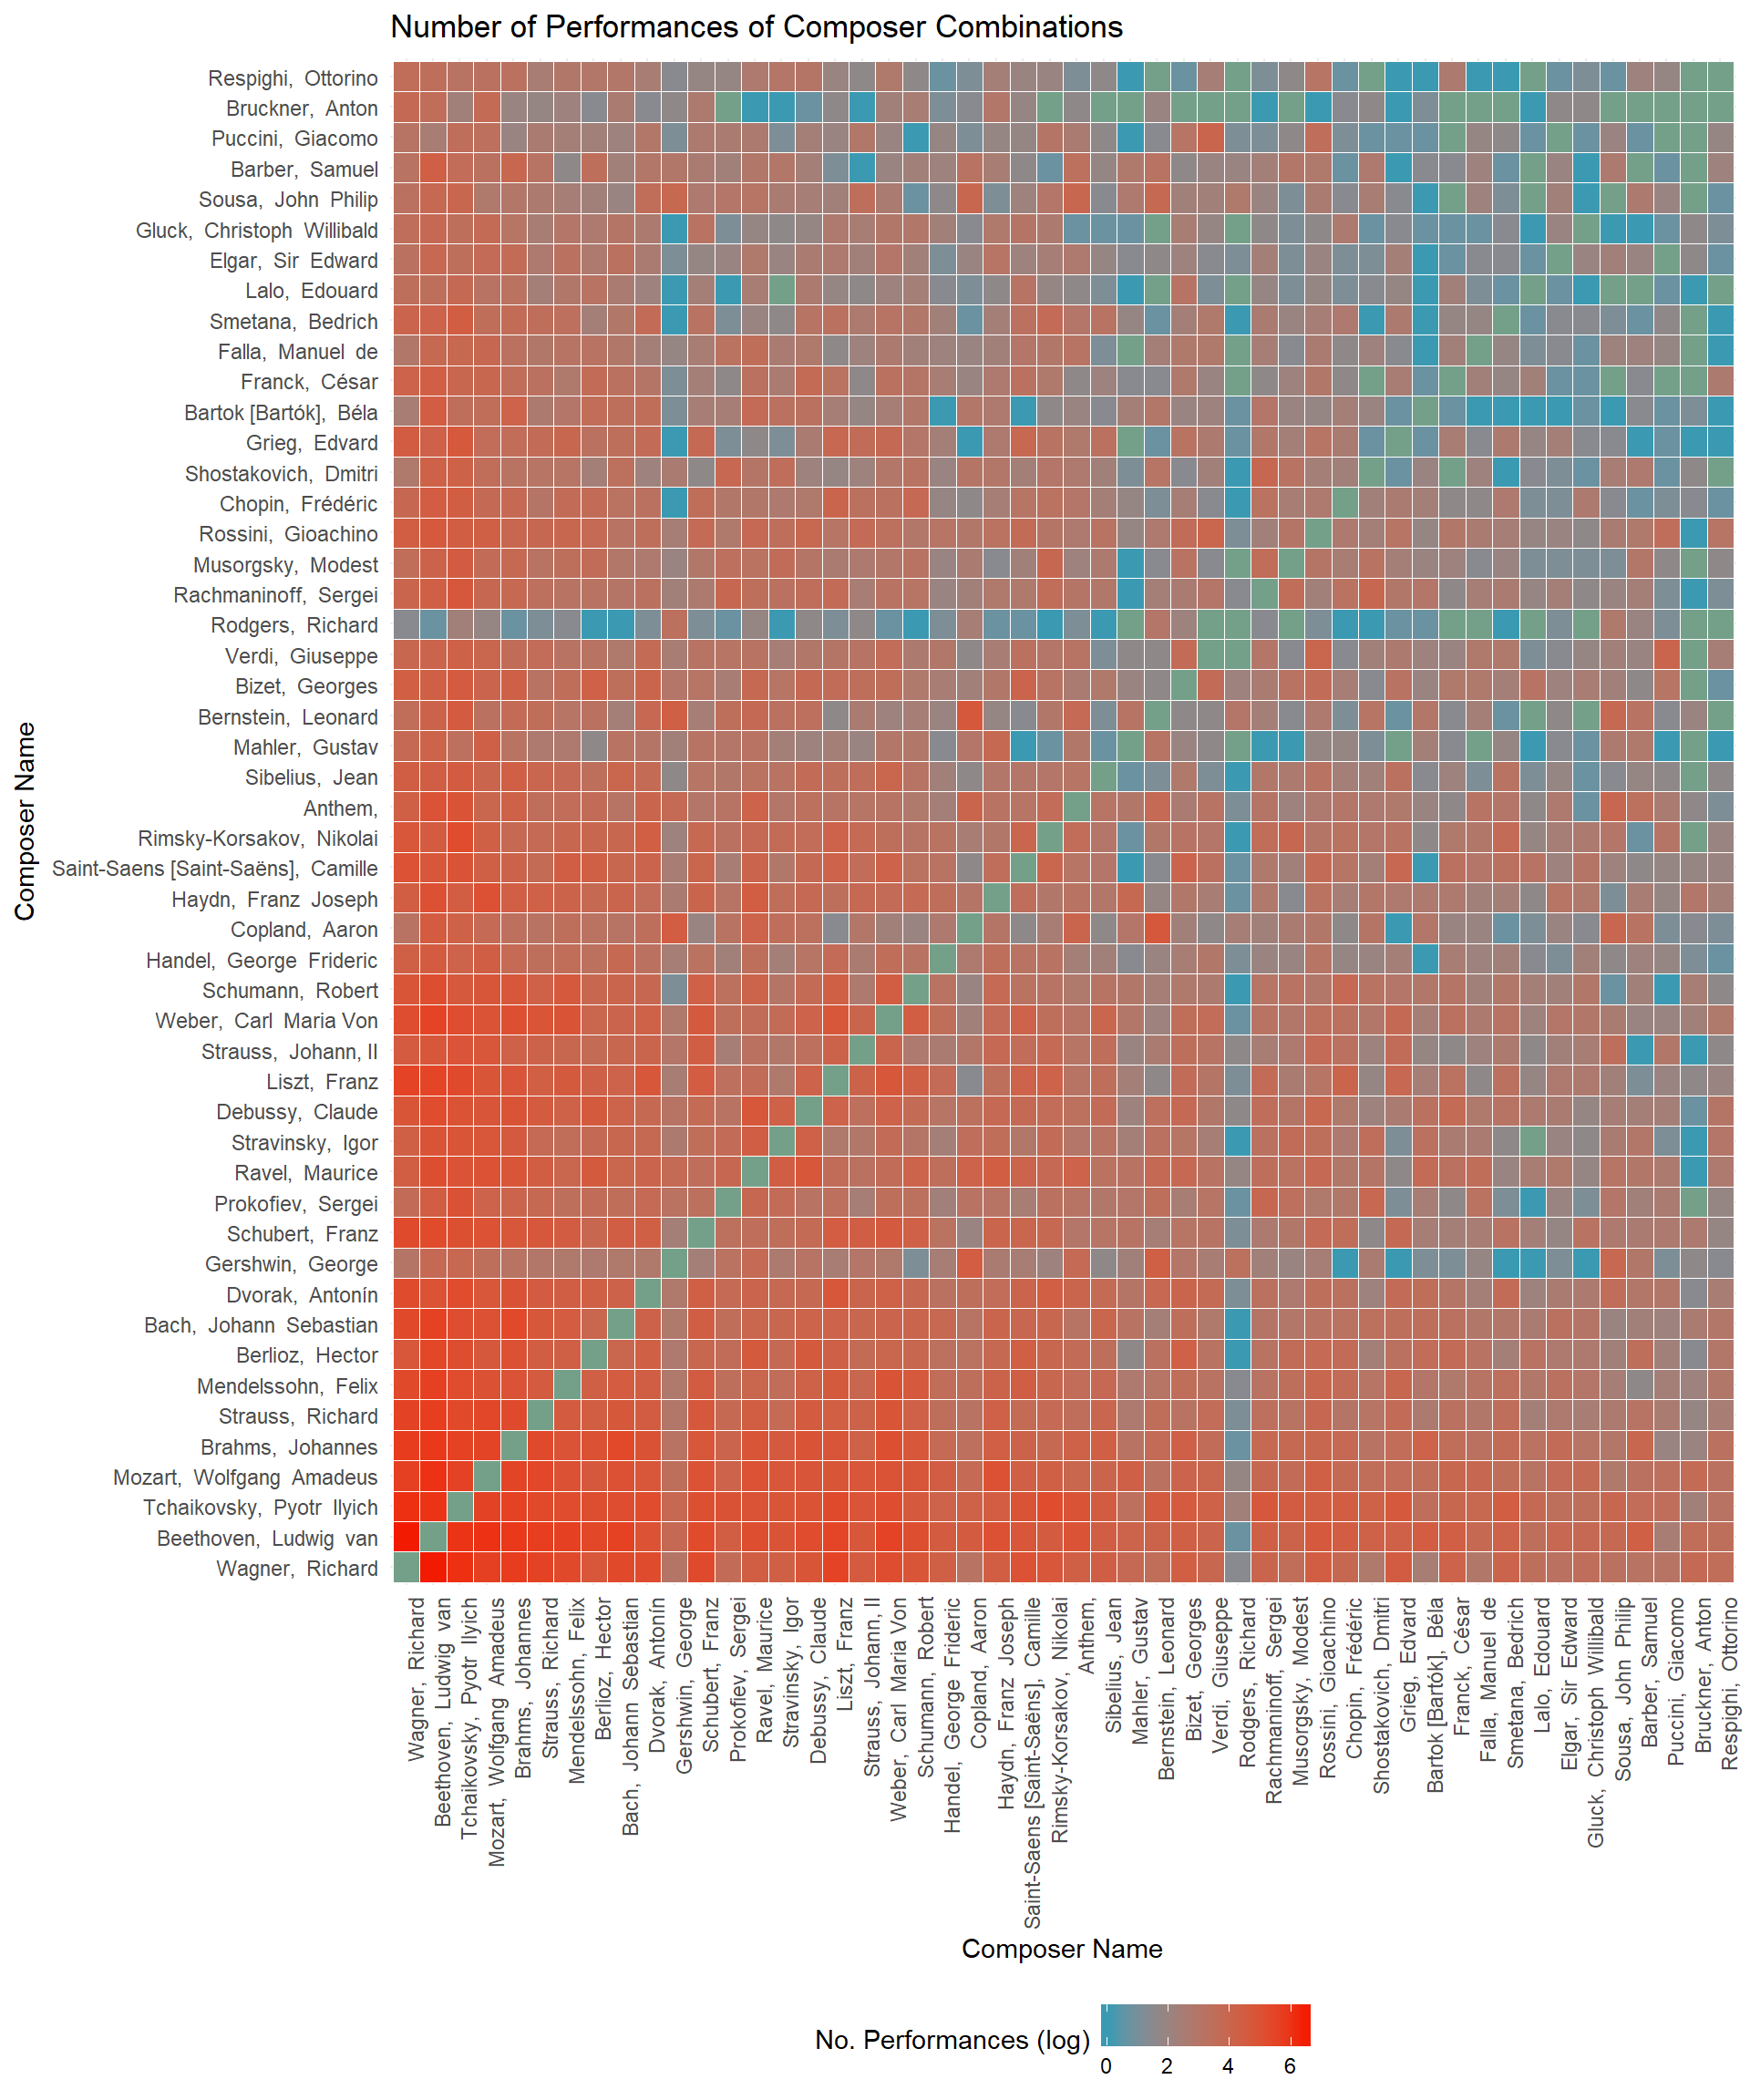 Number of Performances of Composer Combinations
Composer Name
Respighi, Ottorino
Bruckner, Anton
Puccini, Giacomo
Barber, Samuel
Sousa, John Philip
Gluck, Christoph Willibald
Elgar, Sir Edward
Lalo, Edouard
Smetana, Bedrich
Falla, Manuel de
Franck, César
Bartok [Bartók], Béla
Grieg, Edvard
Shostakovich, Dmitri
Chopin, Frédéric
Rossini, Gioachino
Musorgsky, Modest
Rachmaninoff, Sergei
Rodgers, Richard
Verdi, Giuseppe
Bizet, Georges
Bernstein, Leonard
Mahler, Gustav
Sibelius, Jean
Anthem,
Rimsky-Korsakov, Nikolai
Saint-Saens [Saint-Saëns], Camille
Haydn, Franz Joseph
Copland, Aaron
Handel, George Frideric
Schumann, Robert
Weber, Carl Maria Von
Strauss, Johann, II
Liszt, Franz
Debussy, Claude
Stravinsky, Igor
Ravel, Maurice
Prokofiev, Sergei
Schubert, Franz
Gershwin, George
Dvorak, Antonín
Bach, Johann Sebastian
Berlioz, Hector
Mendelssohn, Felix
Strauss, Richard
Brahms, Johannes
Mozart, Wolfgang Amadeus
Tchaikovsky, Pyotr Ilyich
Beethoven, Ludwig van
Wagner, Richard
Wagner, Richard
Beethoven, Ludwig van
Tchaikovsky, Pyotr Ilyich
Mozart, Wolfgang Amadeus
Brahms, Johannes
Strauss, Richard
Mendelssohn, Felix
Berlioz, Hector
Bach, Johann Sebastian
Dvorak, Antonín
Gershwin, George
Schubert, Franz
Prokofiev, Sergei
Ravel, Maurice
Stravinsky, Igor
Debussy, Claude
Liszt, Franz
Strauss, Johann, II
Weber, Carl Maria Von
Schumann, Robert
Handel, George Frideric
Copland, Aaron
Haydn, Franz Joseph
Saint-Saens [Saint-Saëns], Camille
Rimsky-Korsakov, Nikolai
Anthem,
Sibelius, Jean
Mahler, Gustav
Bernstein, Leonard
Bizet, Georges
Verdi, Giuseppe
Rodgers, Richard
Rachmaninoff, Sergei
Musorgsky, Modest
Rossini, Gioachino
Chopin, Frédéric
Shostakovich, Dmitri
Grieg, Edvard
Bartok [Bartók], Béla
Franck, César
Falla, Manuel de
Smetana, Bedrich
Lalo, Edouard
Elgar, Sir Edward
Gluck, Christoph Willibald
Sousa, John Philip
Barber, Samuel
Puccini, Giacomo
Bruckner, Anton
Respighi, Ottorino
Composer Name
No. Performances (log)
0 2 4 6